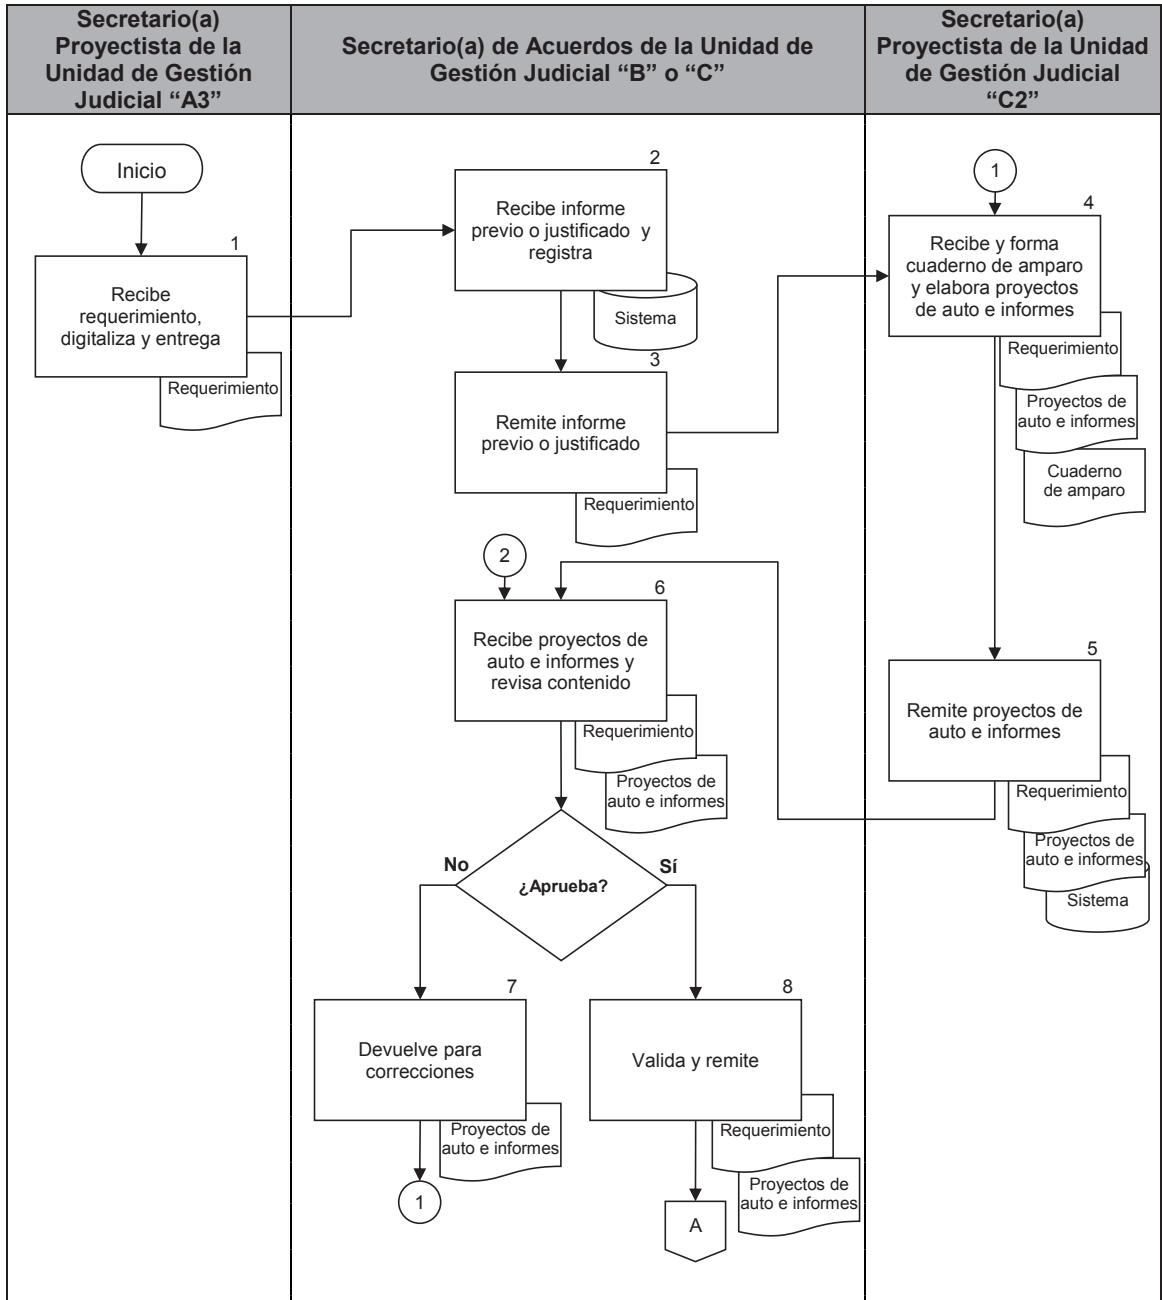 Secretario(a)
Proyectista de la
Unidad de Gestión
Judicial “A3”
Secretario(a) de Acuerdos de la Unidad de
Gestión Judicial “B” o “C”
Secretario(a)
Proyectista de la Unidad
de Gestión Judicial
“C2”
Inicio
1
Recibe
requerimiento,
digitaliza y entrega
Requerimiento
2
Recibe informe
previo o justificado y
registra
Sistema
3
Remite informe
previo o justificado
Requerimiento
1
4
Recibe y forma
cuaderno de amparo
y elabora proyectos
de auto e informes
Requerimiento
Proyectos de
auto e informes
Cuaderno
de amparo
5
Remite proyectos de
auto e informes
Requerimiento
Proyectos de
auto e informes
Sistema
2
6
Recibe proyectos de
auto e informes y
revisa contenido
Requerimiento
Proyectos de
auto e informes
¿Aprueba?
No
Sí
7
Devuelve para
correcciones
Proyectos de
auto e informes
1
8
Valida y remite
Requerimiento
Proyectos de
auto e informes
A